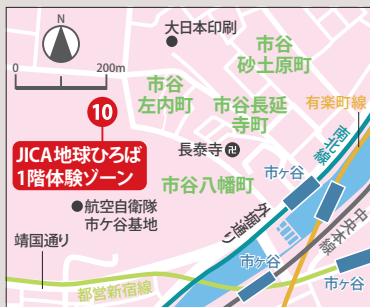 N
0
200m
大日本印刷
市谷
砂土原町
市谷
左内町
市谷長延
寺町
有楽町線
南北線
10
長泰寺
卍
JICA地球ひろば
1階体験ゾーン
市ヶ谷
市谷八幡町
航空自衛隊
市ケ谷基地
外堀通り
中央本線
靖国通り
市ケ谷
市ヶ谷
都営新宿線